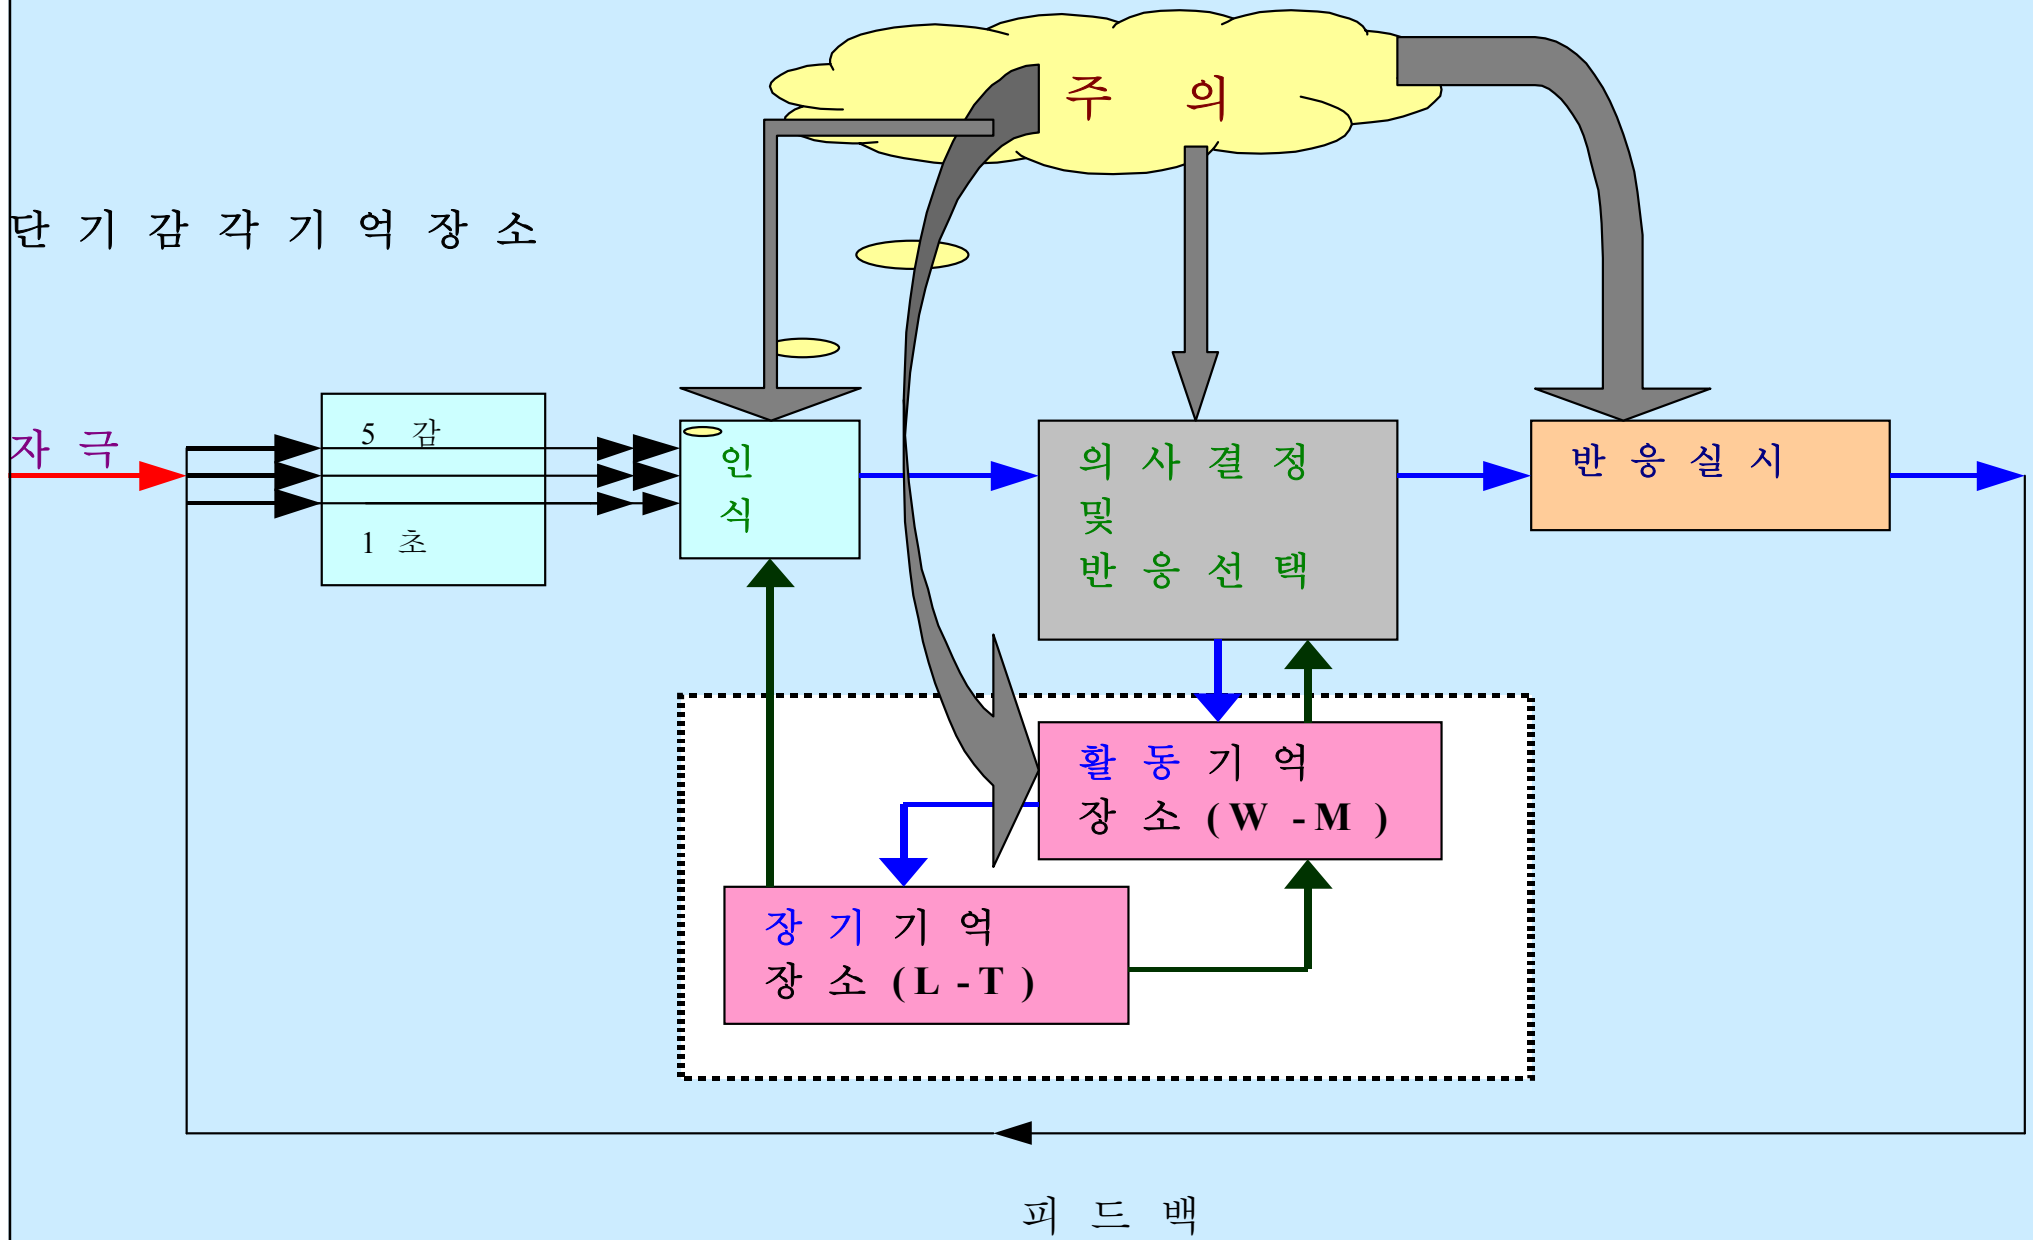 주 의
단기감각기억장소
자극
5 감
1 초
인
식
의사결정
및
반응선택
반응실시
활동기억
장소(W-M)
장기기억
장소(L-T)
피드백